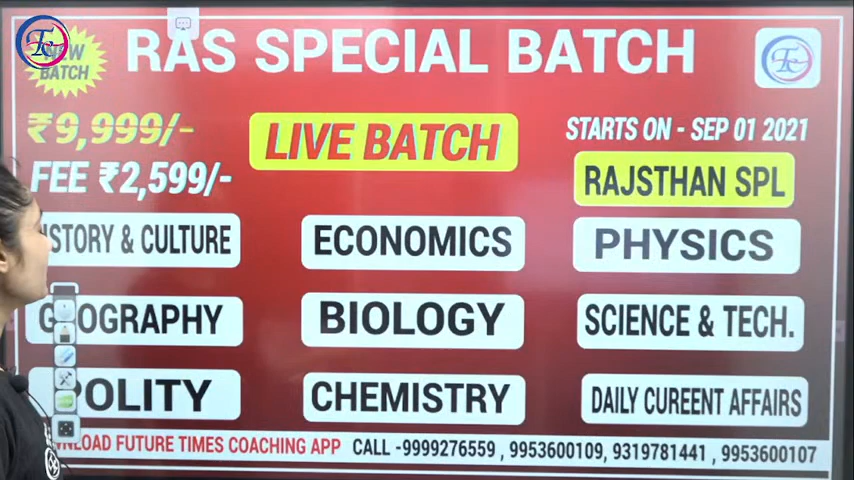 NEW
BATCH
RAS SPECIAL BATCH
₹9,999/-
FEE ₹2,599/-
LIVE BATCH
STARTS ON - SEP 01 2021
RAJSTHAN SPL
ISTORY & CULTURE
ECONOMICS
PHYSICS
G OGRAPHY
BIOLOGY
SCIENCE & TECH.
POLITY
CHEMISTRY
DAILY CUREENT AFFAIRS
WNLOAD FUTURE TIMES COACHING APP CALL -9999276559 , 9953600109, 9319781441 , 9953600107